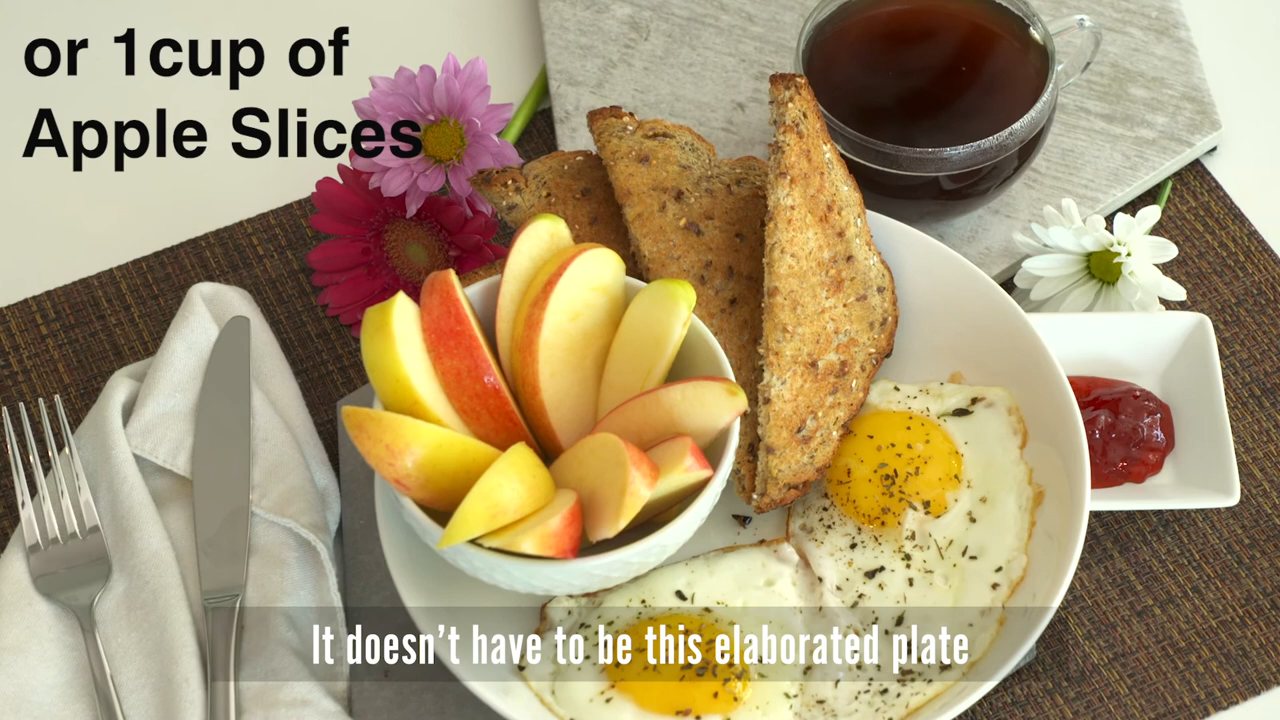 or 1cup of
Apple Slices
It doesn't have to be this elaborated plate